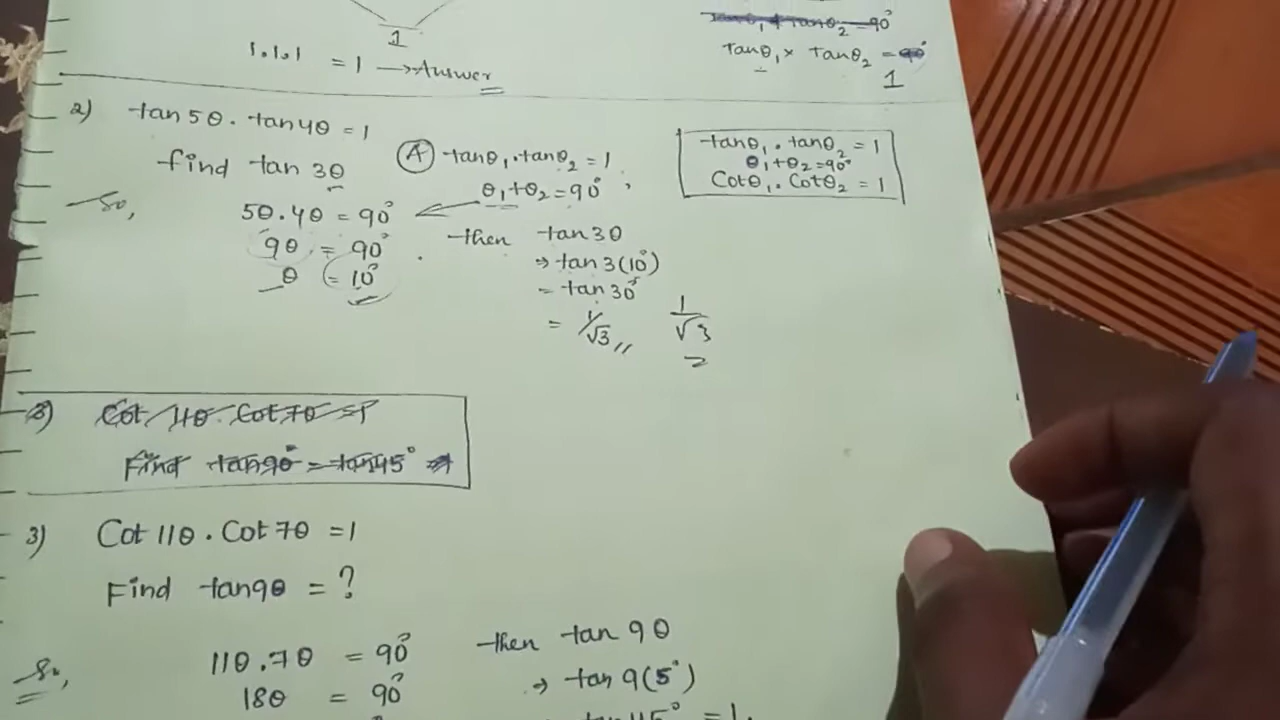 Tanθ₁ + Tanθ₂ = 90°
Tanθ₁ × Tanθ₂ = 90°
1
1
1.1.1 = 1 → Answer
2) tan 5θ . tan 4θ = 1
find tan 3θ
Ⓐ tanθ₁ . tanθ₂ = 1
θ₁+θ₂ = 90°,
tanθ₁ . tanθ₂ = 1
θ₁+θ₂ = 90°
Cotθ₁ . Cotθ₂ = 1
So,
5θ.4θ = 90° ←
9θ = 90°
θ = 10°
then tan 3θ
⇒ tan 3(10°)
= tan 30°
= 1/√3 ,,
1/√3
3) Cot 11θ . Cot 7θ = 1
Find tan 9θ = tan 45°
3) Cot 11θ . Cot 7θ = 1
Find tan 9θ = ?
So,
11θ.7θ = 90°
18θ = 90°
then tan 9θ
⇒ tan 9(5°)
tan 45° = 1.